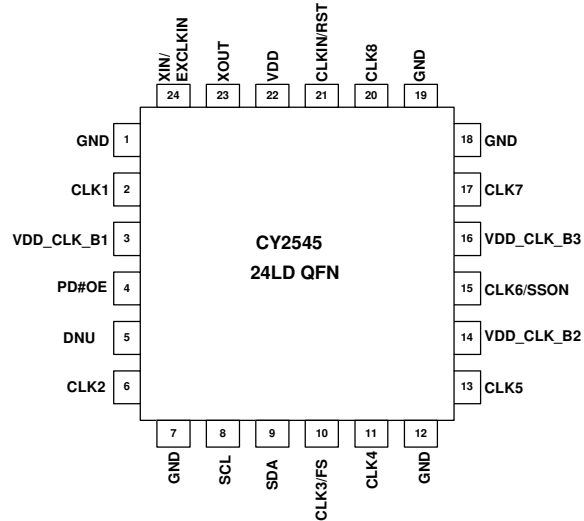 XIN/
EXCLKIN
XOUT
VDD
CLKIN/RST
CLK8
GND
24
23
22
21
20
19
GND 1
CLK1 2
VDD_CLK_B1 3
PD#OE 4
DNU 5
CLK2 6
CY2545
24LD QFN
18 GND
17 CLK7
16 VDD_CLK_B3
15 CLK6/SSON
14 VDD_CLK_B2
13 CLK5
7
8
9
10
11
12
GND
SCL
SDA
CLK3/FS
CLK4
GND